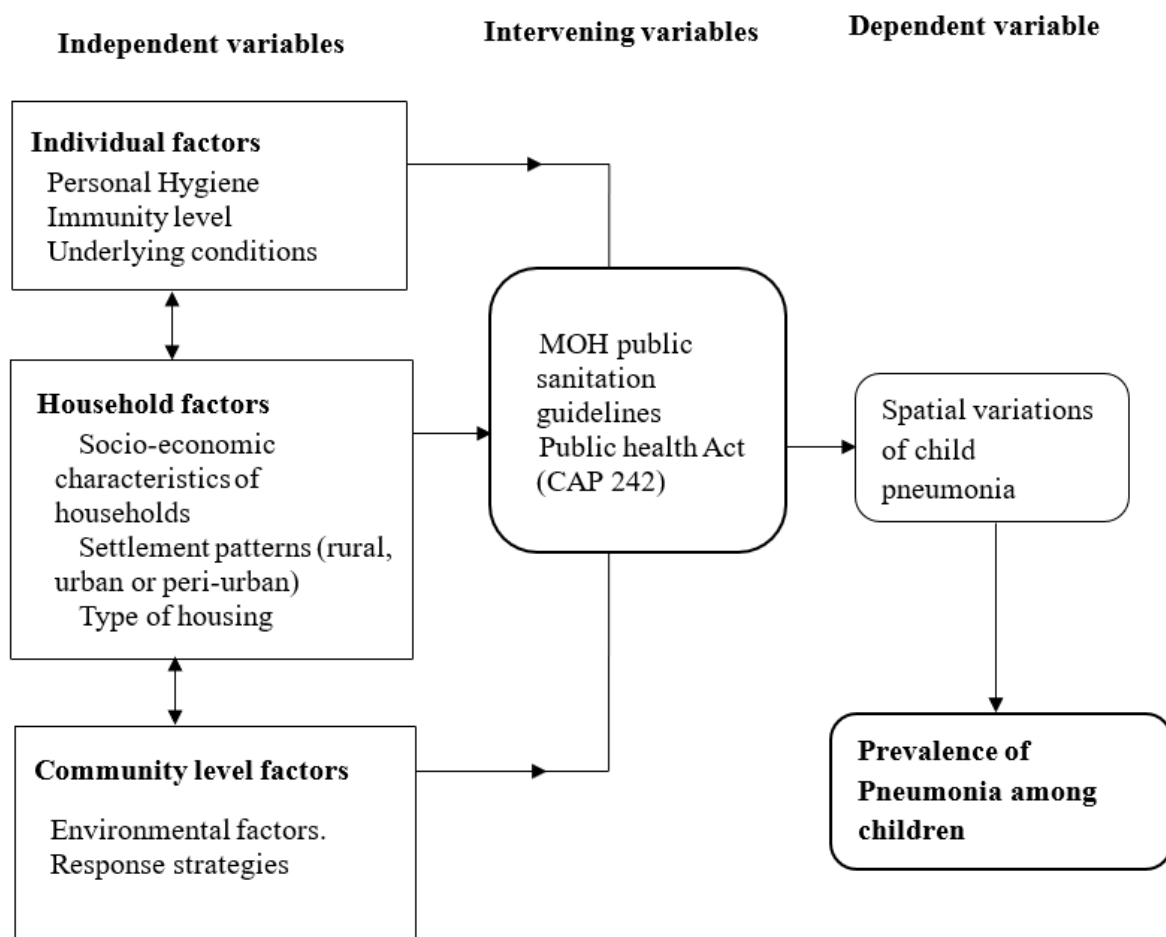 Independent variables
Intervening variables
Dependent variable
Individual factors
Personal Hygiene
Immunity level
Underlying conditions
Household factors
Socio-economic
characteristics of
households
Settlement patterns (rural,
urban or peri-urban)
Type of housing
Community level factors
Environmental factors.
Response strategies
MOH public
sanitation
guidelines
Public health Act
(CAP 242)
Spatial variations
of child
pneumonia
Prevalence of
Pneumonia among
children